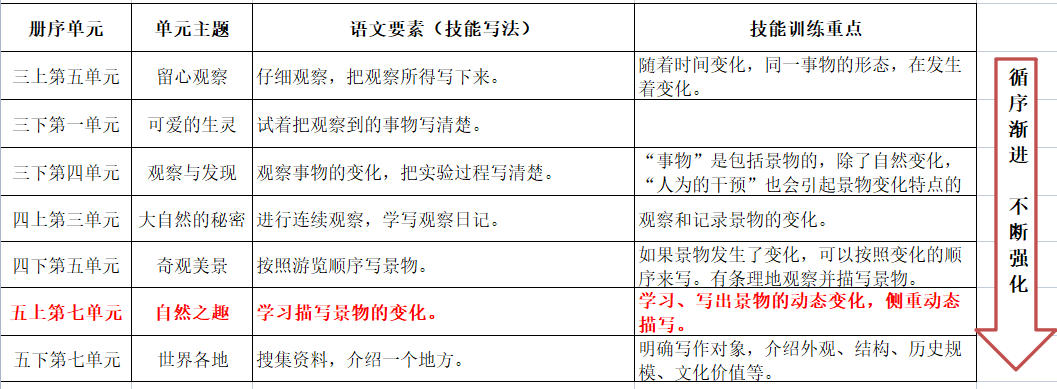 册序单元 单元主题 语文要素（技能写法） 技能训练重点
三上第五单元 留心观察 仔细观察，把观察所得写下来。 随着时间变化，同一事物的形态，在发生
着变化。
三下第一单元 可爱的生灵 试着把观察到的事物写清楚。
三下第四单元 观察与发现 观察事物的变化，把实验过程写清楚。 “事物”是包括景物的，除了自然变化，
“人为的干预”也会引起景物变化特点的
四上第三单元 大自然的秘密 进行连续观察，学写观察日记。 观察和记录景物的变化。
四下第五单元 奇观美景 按照游览顺序写景物。 如果景物发生了变化，可以按照变化的顺
序来写。有条理地观察并描写景物。
五上第七单元 自然之趣 学习描写景物的变化。 学习、写出景物的动态变化，侧重动态
描写。
五下第七单元 世界各地 搜集资料，介绍一个地方。 明确写作对象，介绍外观、结构、历史规
模、文化价值等。
循序渐进 不断强化